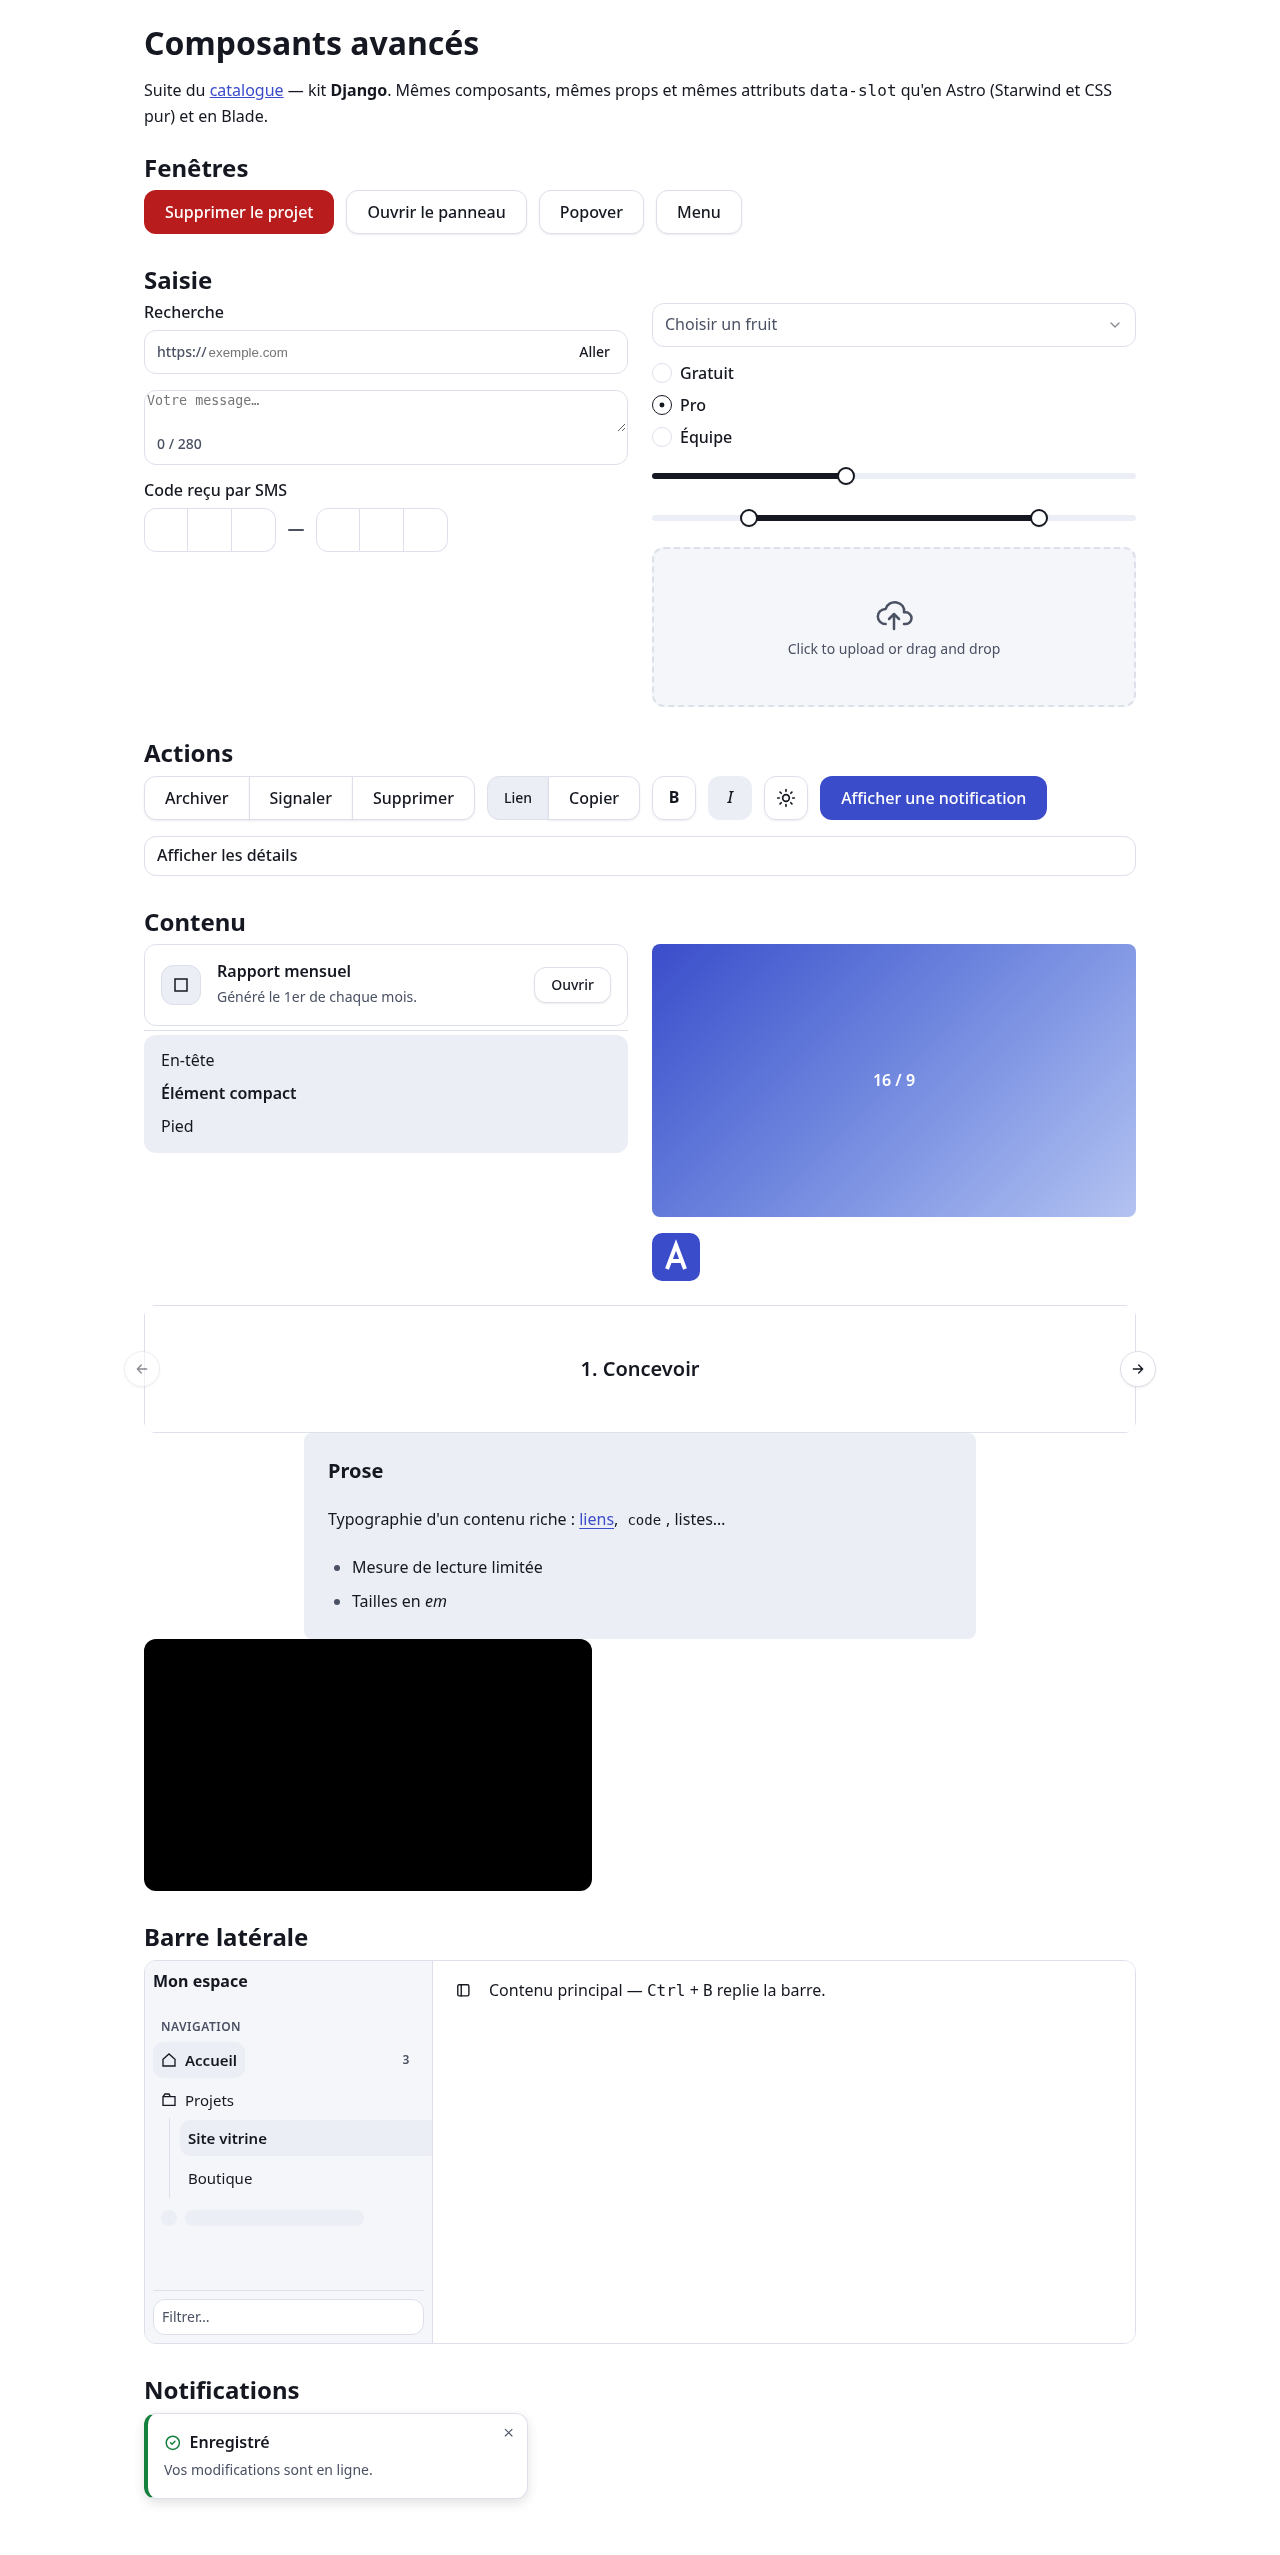 Composants avancés
Suite du catalogue — kit Django. Mêmes composants, mêmes props et mêmes attributs data-slot qu'en Astro (Starwind et CSS
pur) et en Blade.
Fenêtres
Supprimer le projet
Ouvrir le panneau
Popover
Menu
Saisie
Recherche
https://exemple.com
Aller
Votre message…
0 / 280
Code reçu par SMS
Choisir un fruit
Gratuit
Pro
Équipe
Click to upload or drag and drop
Actions
Archiver
Signaler
Supprimer
Lien
Copier
B
I
Afficher une notification
Afficher les détails
Contenu
Rapport mensuel
Généré le 1er de chaque mois.
Ouvrir
En-tête
Élément compact
Pied
16 / 9
A
1. Concevoir
Prose
Typographie d'un contenu riche : liens, code, listes…
Mesure de lecture limitée
Tailles en em
Barre latérale
Mon espace
NAVIGATION
Accueil
3
Projets
Site vitrine
Boutique
Filtrer…
Contenu principal — Ctrl + B replie la barre.
Notifications
Enregistré
Vos modifications sont en ligne.